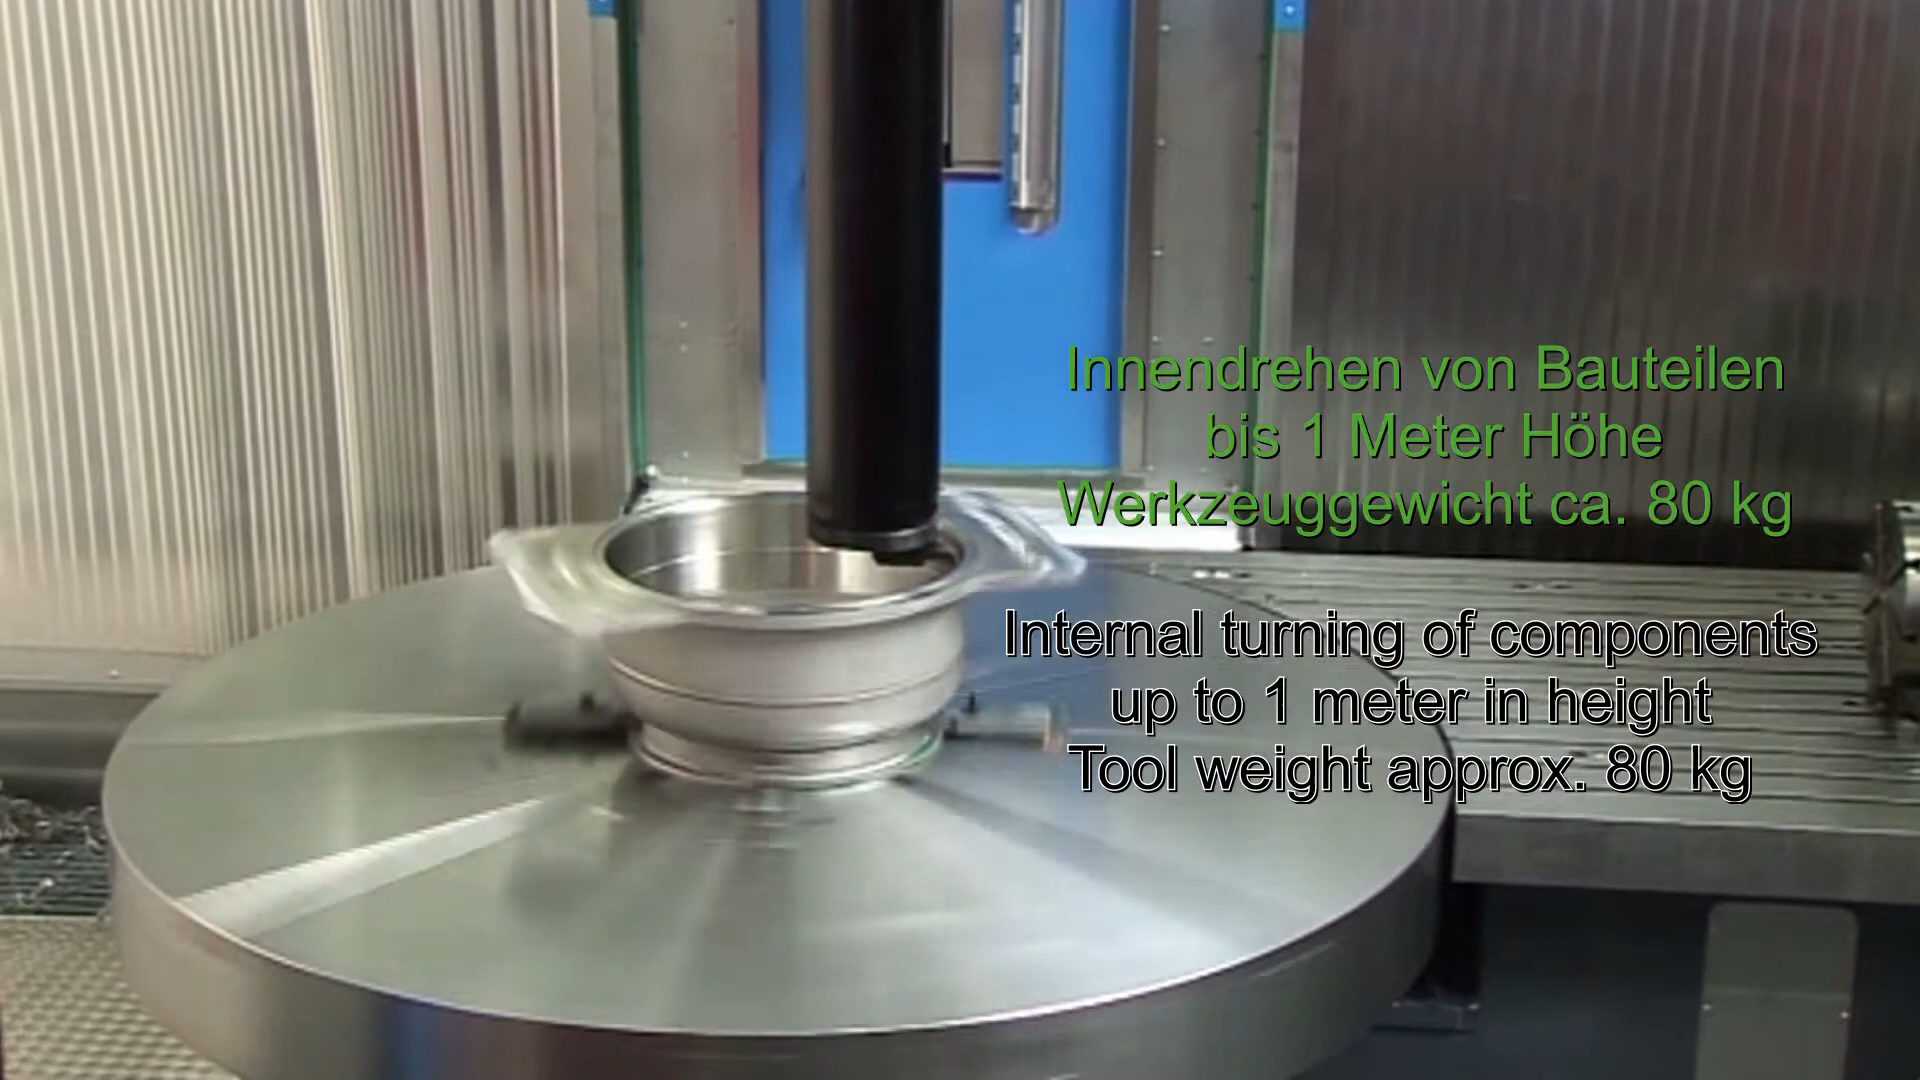 Innendrehen von Bauteilen
bis 1 Meter Höhe
Werkzeuggewicht ca. 80 kg
Internal turning of components
up to 1 meter in height
Tool weight approx. 80 kg